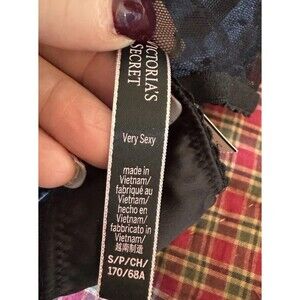 VICTORIA'S
SECRET
Very Sexy
made in
Vietnam/
fabriqué au
Vietnam/
hecho en
Vietnam/
fabbricato in
Vietnam/
越南制造
S/P/CH/
170/68A